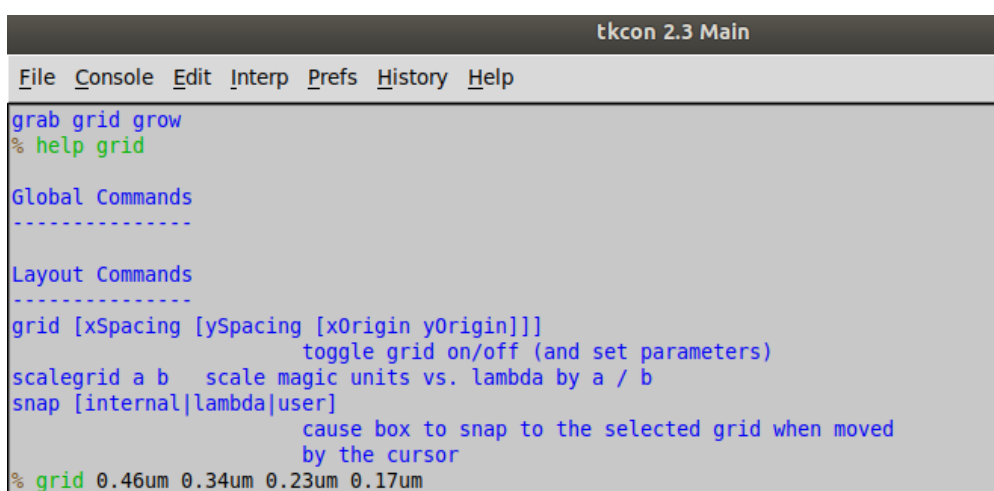 tkcon 2.3 Main
File Console Edit Interp Prefs History Help
grab grid grow
% help grid
Global Commands
---------------
Layout Commands
---------------
grid [xSpacing [ySpacing [xOrigin yOrigin]]]
toggle grid on/off (and set parameters)
scalegrid a b scale magic units vs. lambda by a / b
snap [internal|lambda|user]
cause box to snap to the selected grid when moved
by the cursor
% grid 0.46um 0.34um 0.23um 0.17um